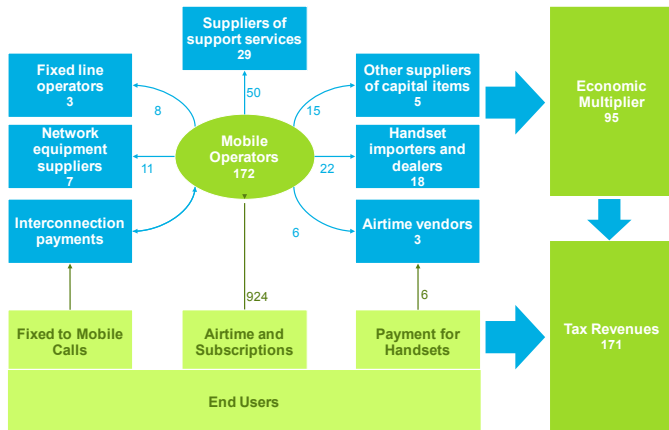 Suppliers of
support services
29
Fixed line
operators
3
Other suppliers
of capital items
5
Economic
Multiplier
95
50
8
15
Network
equipment
suppliers
7
Mobile
Operators
172
Handset
importers and
dealers
18
11
22
Interconnection
payments
6
Airtime vendors
3
924
6
Fixed to Mobile
Calls
Airtime and
Subscriptions
Payment for
Handsets
Tax Revenues
171
End Users